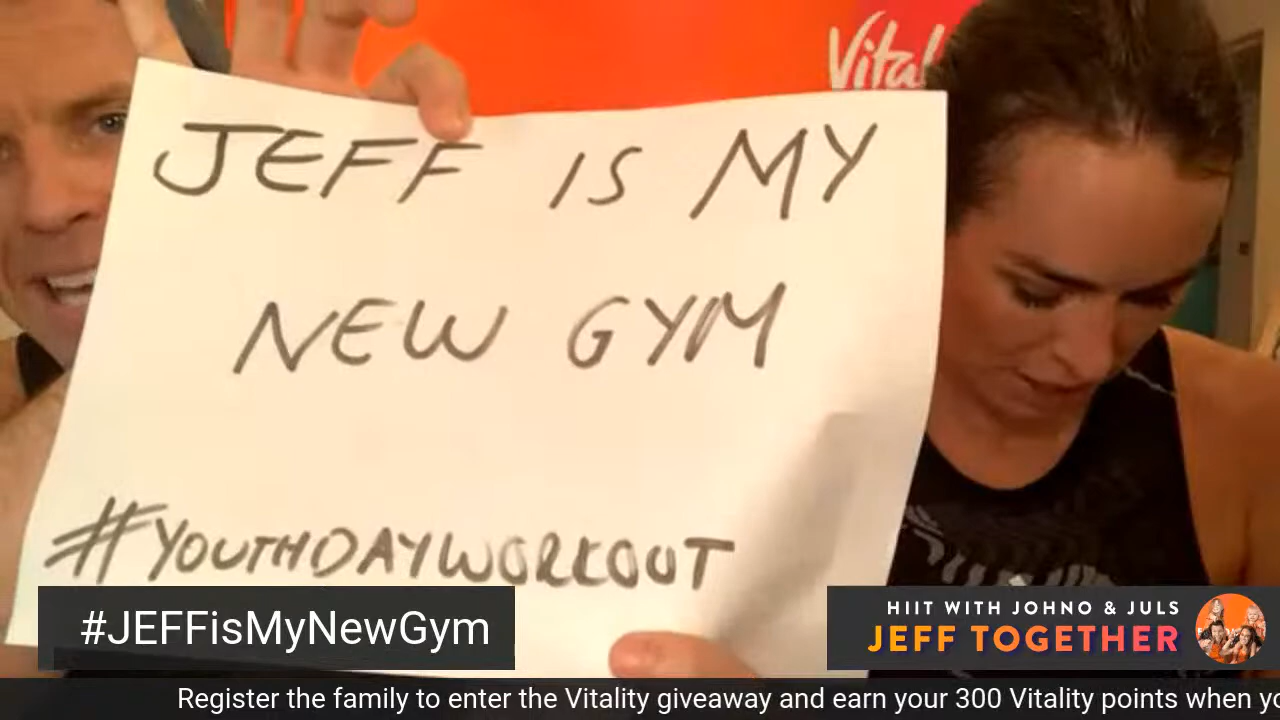 Vital
JEFF IS MY
NEW GYM
#YOUTHDAYWORKOUT
#JEFFisMyNewGym
HIIT WITH JOHNO & JULS
JEFF TOGETHER
Register the family to enter the Vitality giveaway and earn your 300 Vitality points when yo